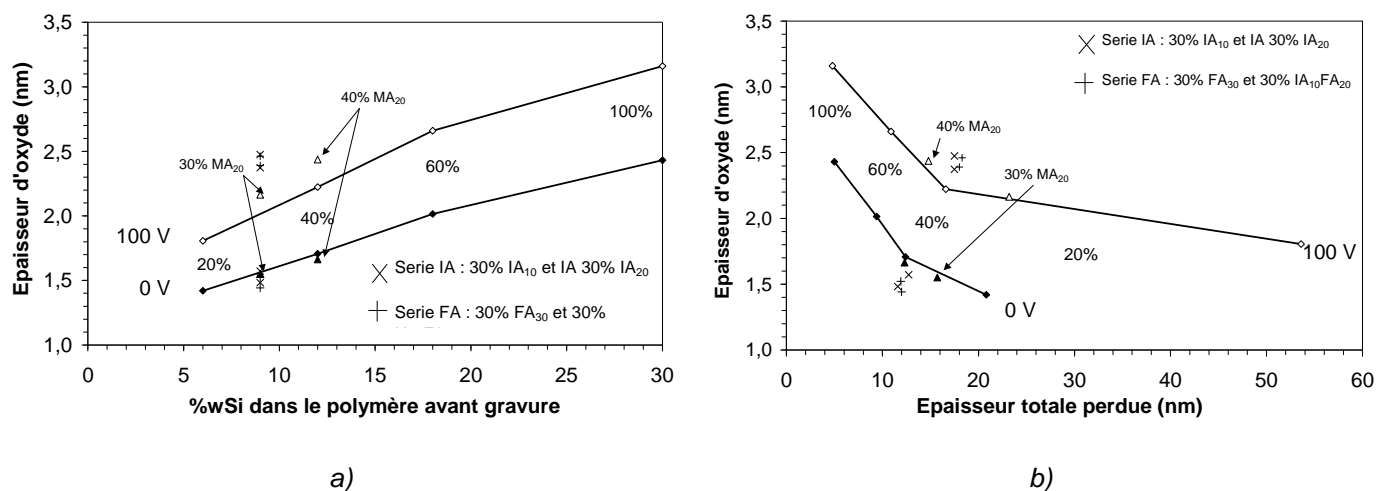 3,5
3,0
2,5
2,0
1,5
1,0
Epaisseur d'oxyde (nm)
40% MA20
100%
30% MA20
60%
40%
100 V
20%
0 V
Serie IA : 30% IA10 et IA 30% IA20
Serie FA : 30% FA30 et 30%
0 5 10 15 20 25 30
%wSi dans le polymère avant gravure
a)
3,5
3,0
2,5
2,0
1,5
1,0
Epaisseur d'oxyde (nm)
Serie IA : 30% IA10 et IA 30% IA20
Serie FA : 30% FA30 et 30% IA10FA20
100%
40% MA20
60%
30% MA20
40%
20%
100 V
0 V
0 10 20 30 40 50 60
Epaisseur totale perdue (nm)
b)